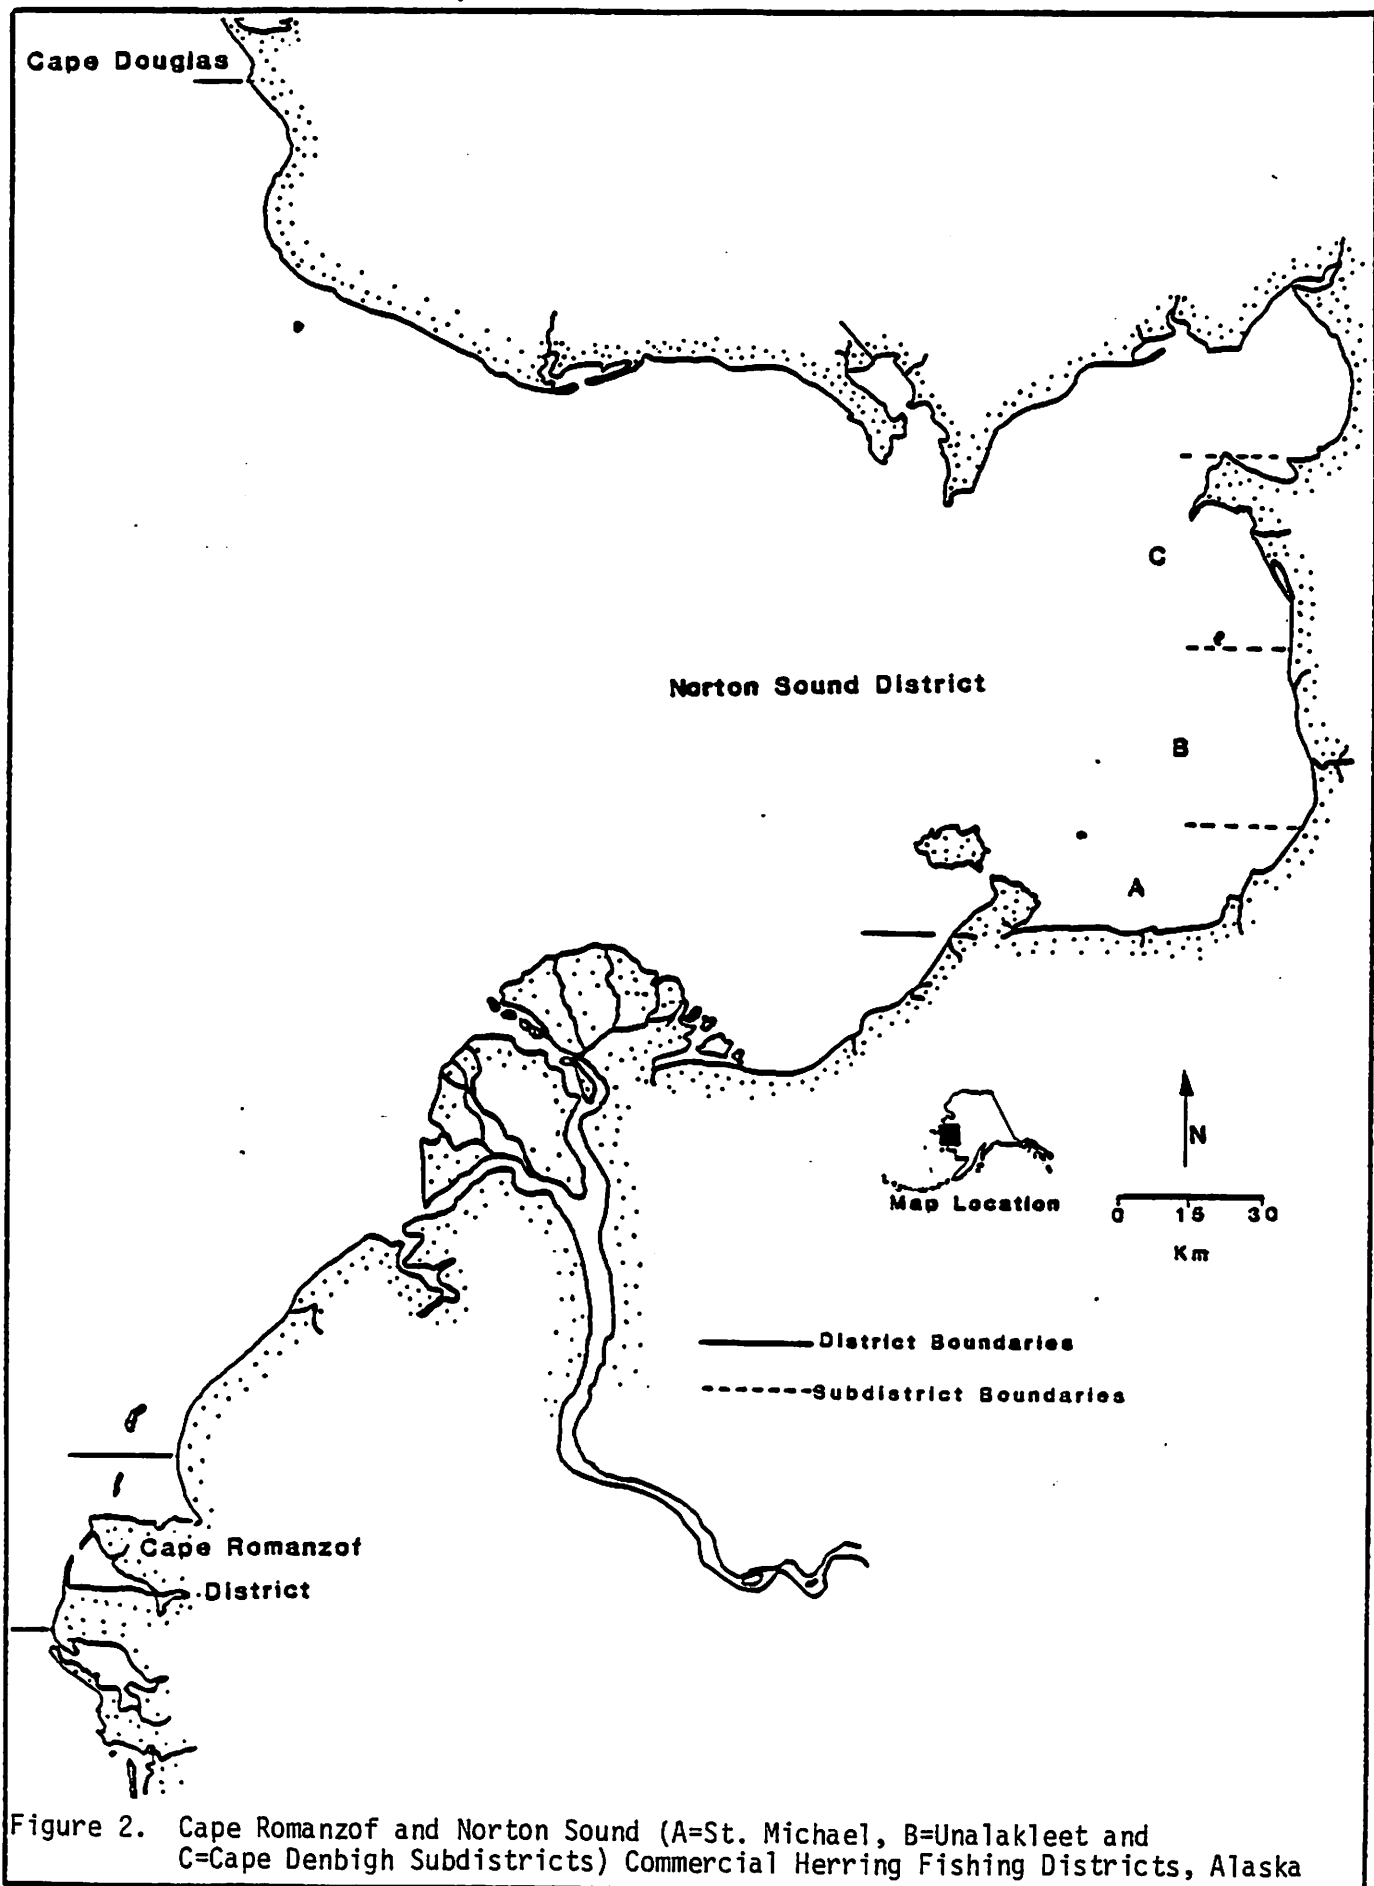 Cape Douglas
C
Norton Sound District
B
A
N
Map Location
0 15 30
Km
District Boundaries
Subdistrict Boundaries
Cape Romanzof
District
Figure 2. Cape Romanzof and Norton Sound (A=St. Michael, B=Unalakleet and
C=Cape Denbigh Subdistricts) Commercial Herring Fishing Districts, Alaska